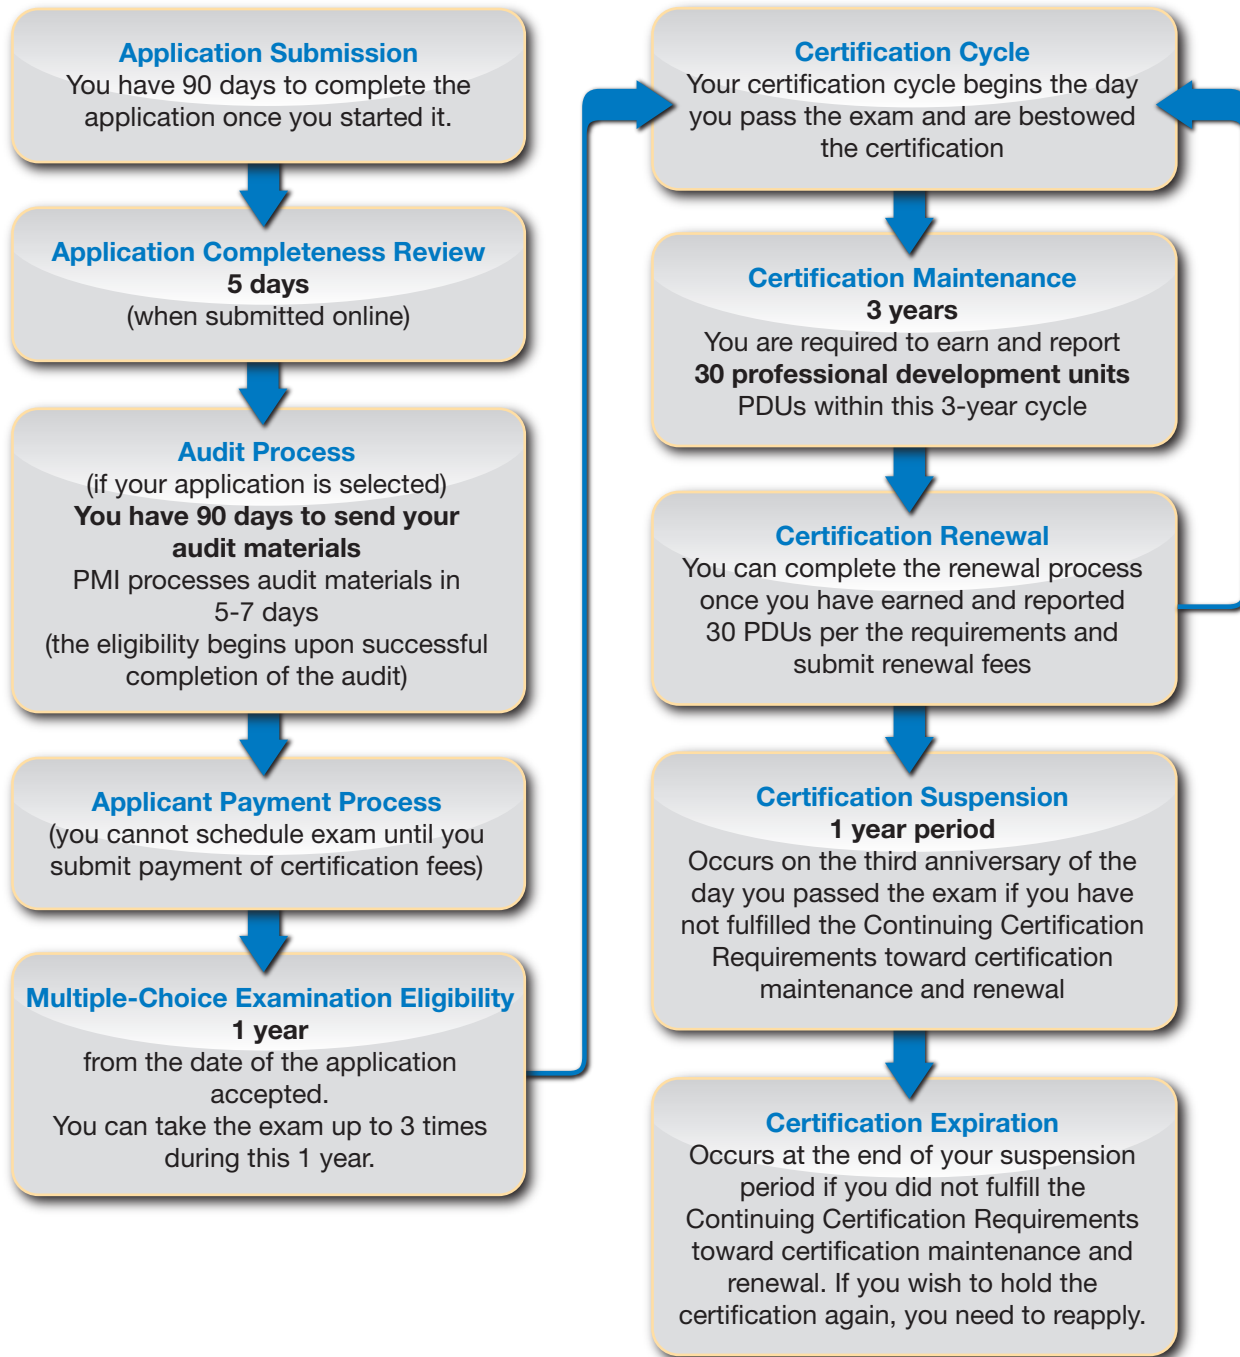 Application Submission
You have 90 days to complete the
application once you started it.
Application Completeness Review
5 days
(when submitted online)
Audit Process
(if your application is selected)
You have 90 days to send your
audit materials
PMI processes audit materials in
5-7 days
(the eligibility begins upon successful
completion of the audit)
Applicant Payment Process
(you cannot schedule exam until you
submit payment of certification fees)
Multiple-Choice Examination Eligibility
1 year
from the date of the application
accepted.
You can take the exam up to 3 times
during this 1 year.
Certification Cycle
Your certification cycle begins the day
you pass the exam and are bestowed
the certification
Certification Maintenance
3 years
You are required to earn and report
30 professional development units
PDUs within this 3-year cycle
Certification Renewal
You can complete the renewal process
once you have earned and reported
30 PDUs per the requirements and
submit renewal fees
Certification Suspension
1 year period
Occurs on the third anniversary of the
day you passed the exam if you have
not fulfilled the Continuing Certification
Requirements toward certification
maintenance and renewal
Certification Expiration
Occurs at the end of your suspension
period if you did not fulfill the
Continuing Certification Requirements
toward certification maintenance and
renewal. If you wish to hold the
certification again, you need to reapply.